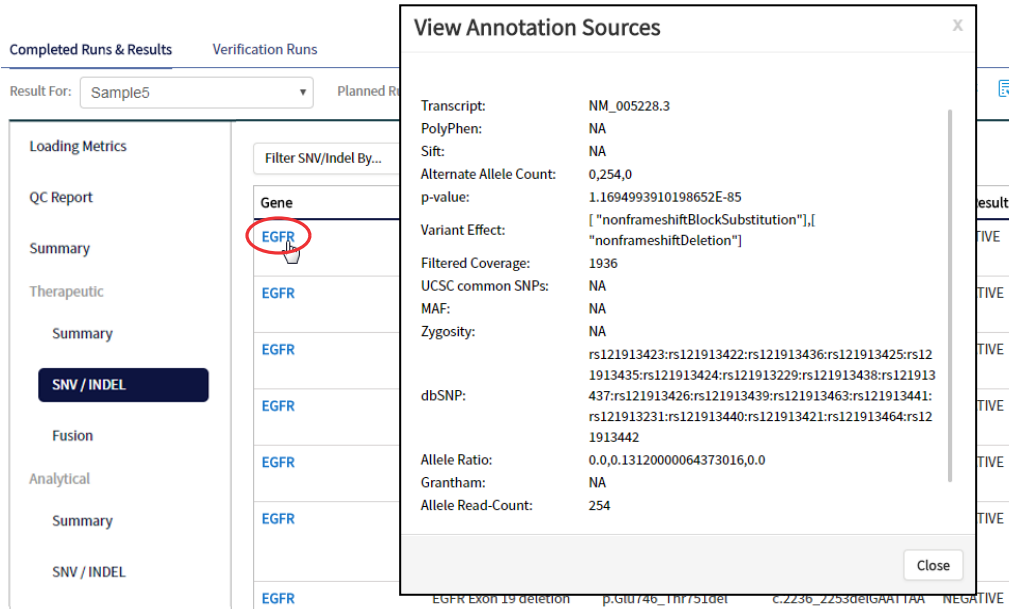 Completed Runs & Results
Verification Runs
Result For:
Sample5
Planned Ru
Loading Metrics
QC Report
Summary
Therapeutic
Summary
SNV / INDEL
Fusion
Analytical
Summary
SNV / INDEL
Filter SNV/Indel By...
Gene
EGFR
EGFR
EGFR
EGFR
EGFR
EGFR
EGFR
EGFR Exon 19 deletion
p.Glu746_Thr751del
c.2236_2253delGAATTAA
NEGATIVE
View Annotation Sources
X
Transcript: NM_005228.3
PolyPhen: NA
Sift: NA
Alternate Allele Count: 0,254,0
p-value: 1.1694993910198652E-85
Variant Effect: [ "nonframeshiftBlockSubstitution"],[
"nonframeshiftDeletion"]
Filtered Coverage: 1936
UCSC common SNPs: NA
MAF: NA
Zygosity: NA
dbSNP: rs121913423:rs121913422:rs121913436:rs121913425:rs12
1913435:rs121913424:rs121913229:rs121913438:rs121913
437:rs121913426:rs121913439:rs121913463:rs121913441:
rs121913231:rs121913440:rs121913421:rs121913464:rs12
1913442
Allele Ratio: 0.0,0.13120000064373016,0.0
Grantham: NA
Allele Read-Count: 254
Close
esult
TIVE
TIVE
TIVE
TIVE
TIVE
TIVE